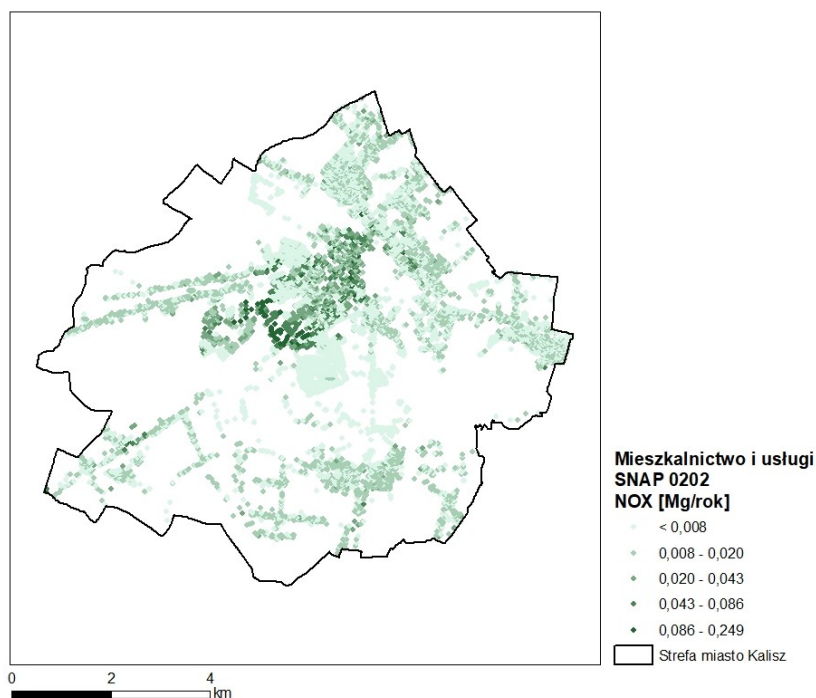 Mieszkalnictwo i usługi
SNAP 0202
NOX [Mg/rok]
< 0,008
0,008 - 0,020
0,020 - 0,043
0,043 - 0,086
0,086 - 0,249
Strefa miasto Kalisz
0 2 4
km